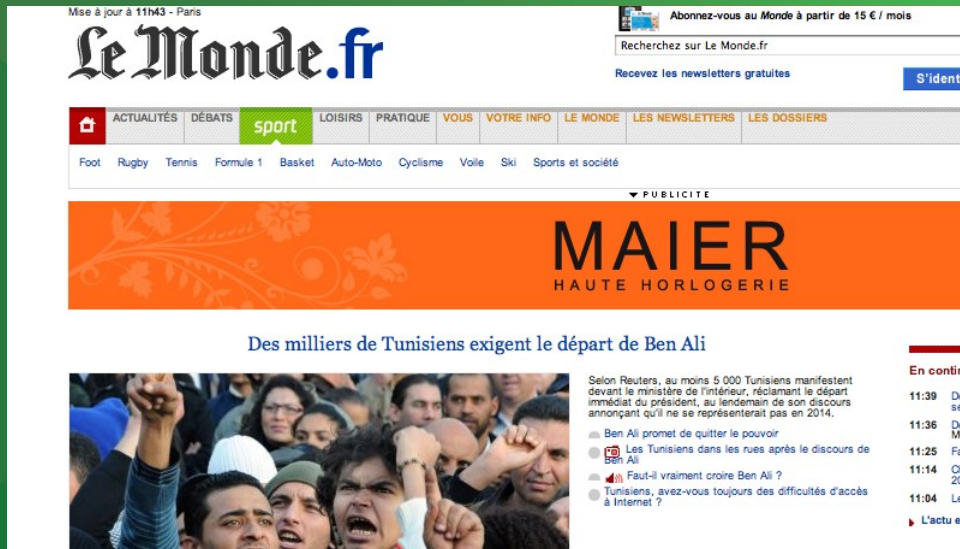 Mise à jour à 11h43 - Paris
Le Monde.fr
Abonnez-vous au Monde à partir de 15 € / mois
Recherchez sur Le Monde.fr
Recevez les newsletters gratuites
S'ident
ACTUALITÉS DÉBATS sport LOISIRS PRATIQUE VOUS VOTRE INFO LE MONDE LES NEWSLETTERS LES DOSSIERS
Foot Rugby Tennis Formule 1 Basket Auto-Moto Cyclisme Voile Ski Sports et société
PUBLICITE
MAIER
HAUTE HORLOGERIE
Des milliers de Tunisiens exigent le départ de Ben Ali
Selon Reuters, au moins 5 000 Tunisiens manifestent
devant le ministère de l'intérieur, réclamant le départ
immédiat du président, au lendemain de son discours
annonçant qu'il ne se représenterait pas en 2014.
Ben Ali promet de quitter le pouvoir
Les Tunisiens dans les rues après le discours de
Ben Ali
Faut-il vraiment croire Ben Ali ?
Tunisiens, avez-vous toujours des difficultés d'accès
à Internet ?
En conti
11:39 D
se
11:36 D
M
11:25 Fa
11:14 C
20
11:04 Le
L'actu e